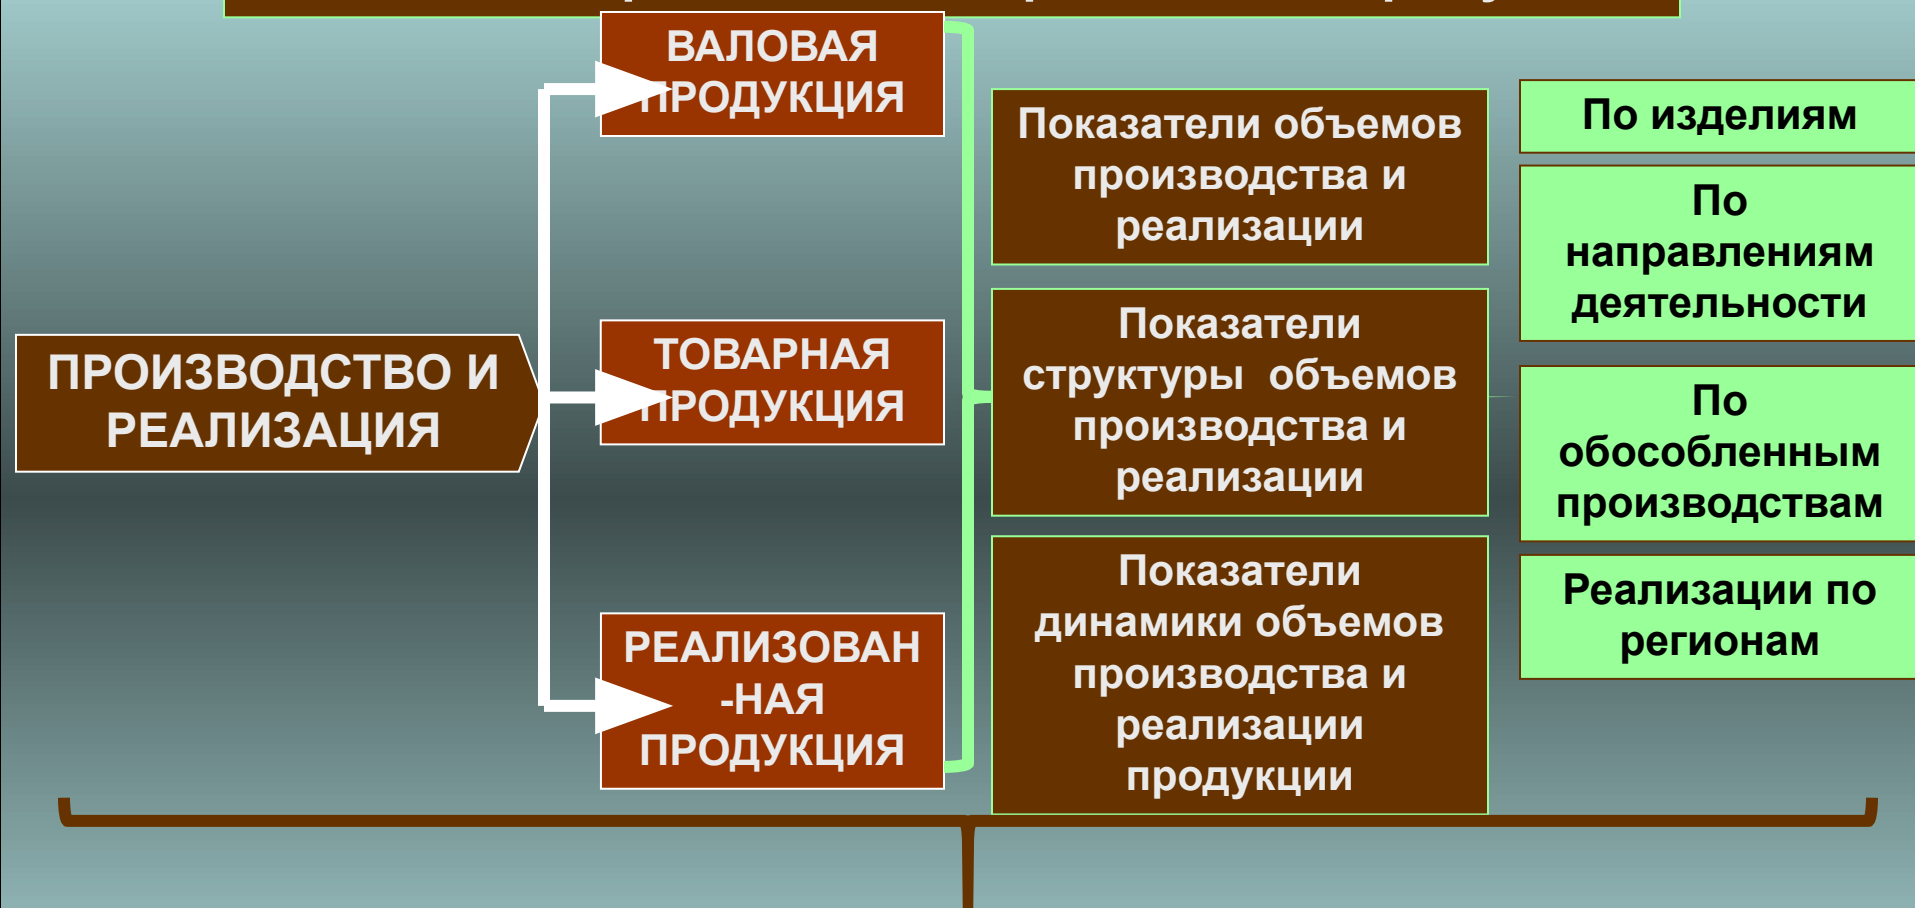 ВАЛОВАЯ
ПРОДУКЦИЯ
ПРОИЗВОДСТВО И
РЕАЛИЗАЦИЯ
ТОВАРНАЯ
ПРОДУКЦИЯ
РЕАЛИЗОВАН
-НАЯ
ПРОДУКЦИЯ
Показатели объемов
производства и
реализации
Показатели
структуры объемов
производства и
реализации
Показатели
динамики объемов
производства и
реализации
продукции
По изделиям
По
направлениям
деятельности
По
обособленным
производствам
Реализации по
регионам